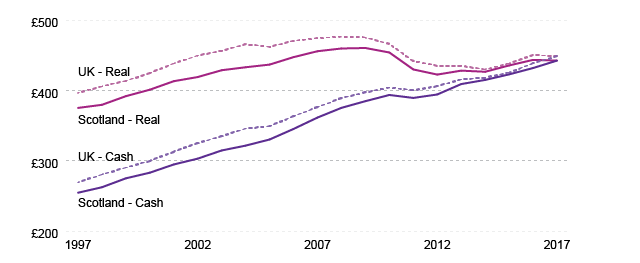 £500
UK - Real
£400
Scotland - Real
UK - Cash
£300
Scotland - Cash
£200
1997 2002 2007 2012 2017